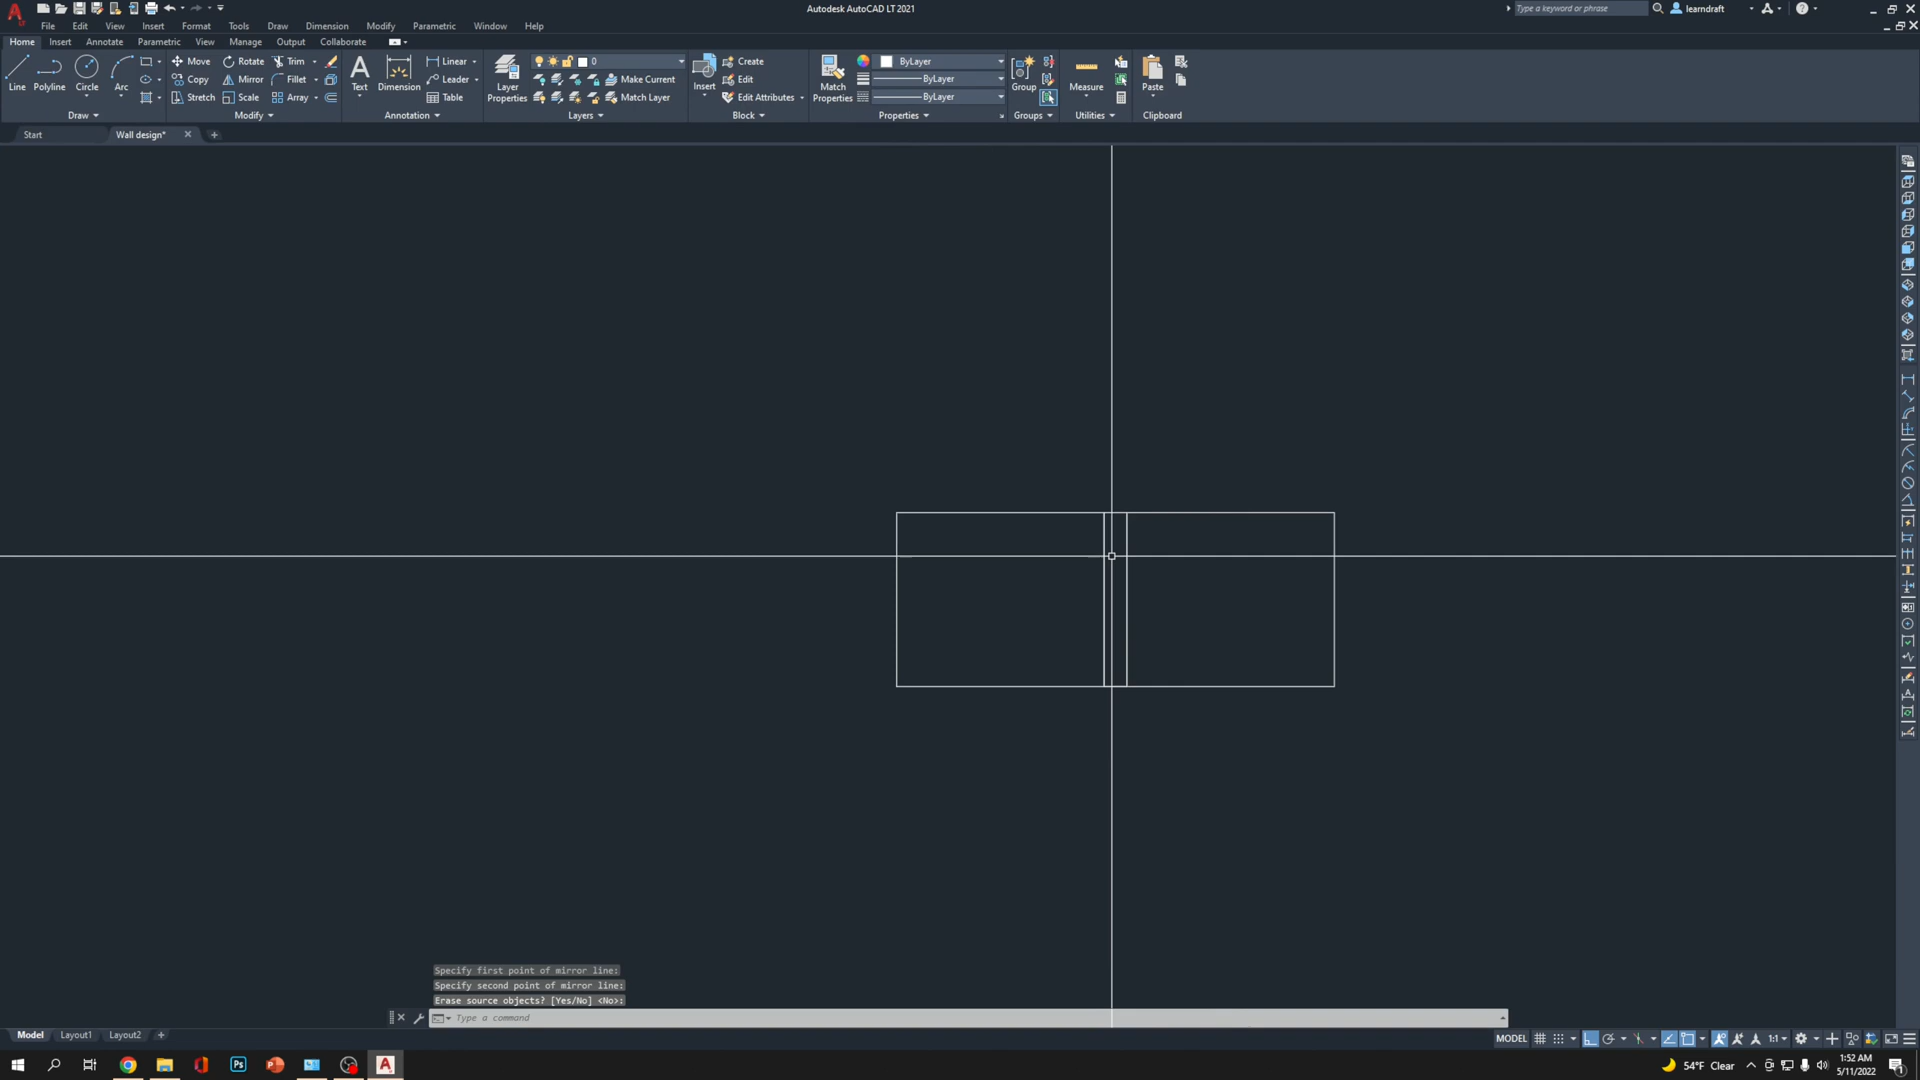 Autodesk AutoCAD LT 2021
Type a keyword or phrase
learndraft
File Edit View Insert Format Tools Draw Dimension Modify Parametric Window Help
Home Insert Annotate Parametric View Manage Output Collaborate
Line Polyline Circle Arc
Move Rotate Trim
Copy Mirror Fillet
Stretch Scale Array
Draw
Modify
Text Dimension
Linear
Leader
Table
Annotation
Layer Properties
0
Make Current
Match Layer
Layers
Insert
Create
Edit
Edit Attributes
Block
Match Properties
ByLayer
ByLayer
ByLayer
Properties
Group
Groups
Measure
Utilities
Paste
Clipboard
Start
Wall design*
Specify first point of mirror line:
Specify second point of mirror line:
Erase source objects? [Yes/No] <No>:
Type a command
Model Layout1 Layout2
MODEL
1:1
54°F Clear
1:52 AM
5/11/2022